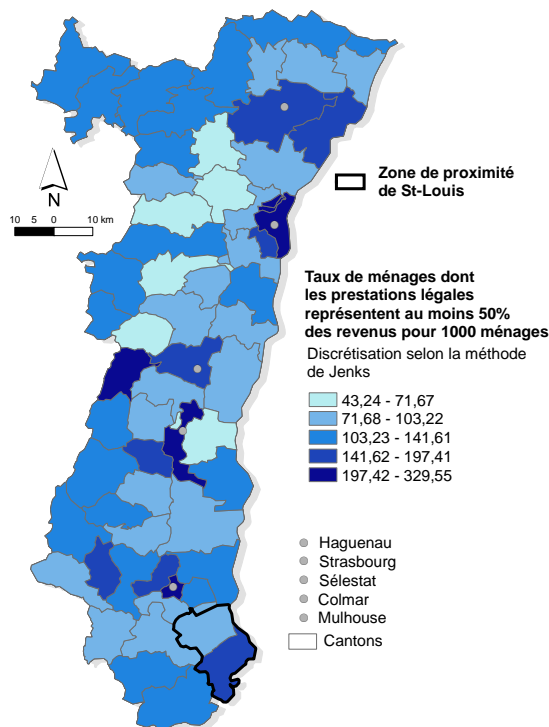 N
10 5 0 10 km
Zone de proximité
de St-Louis
Taux de ménages dont
les prestations légales
représentent au moins 50%
des revenus pour 1000 ménages
Discrétisation selon la méthode
de Jenks
43,24 - 71,67
71,68 - 103,22
103,23 - 141,61
141,62 - 197,41
197,42 - 329,55
Haguenau
Strasbourg
Sélestat
Colmar
Mulhouse
Cantons